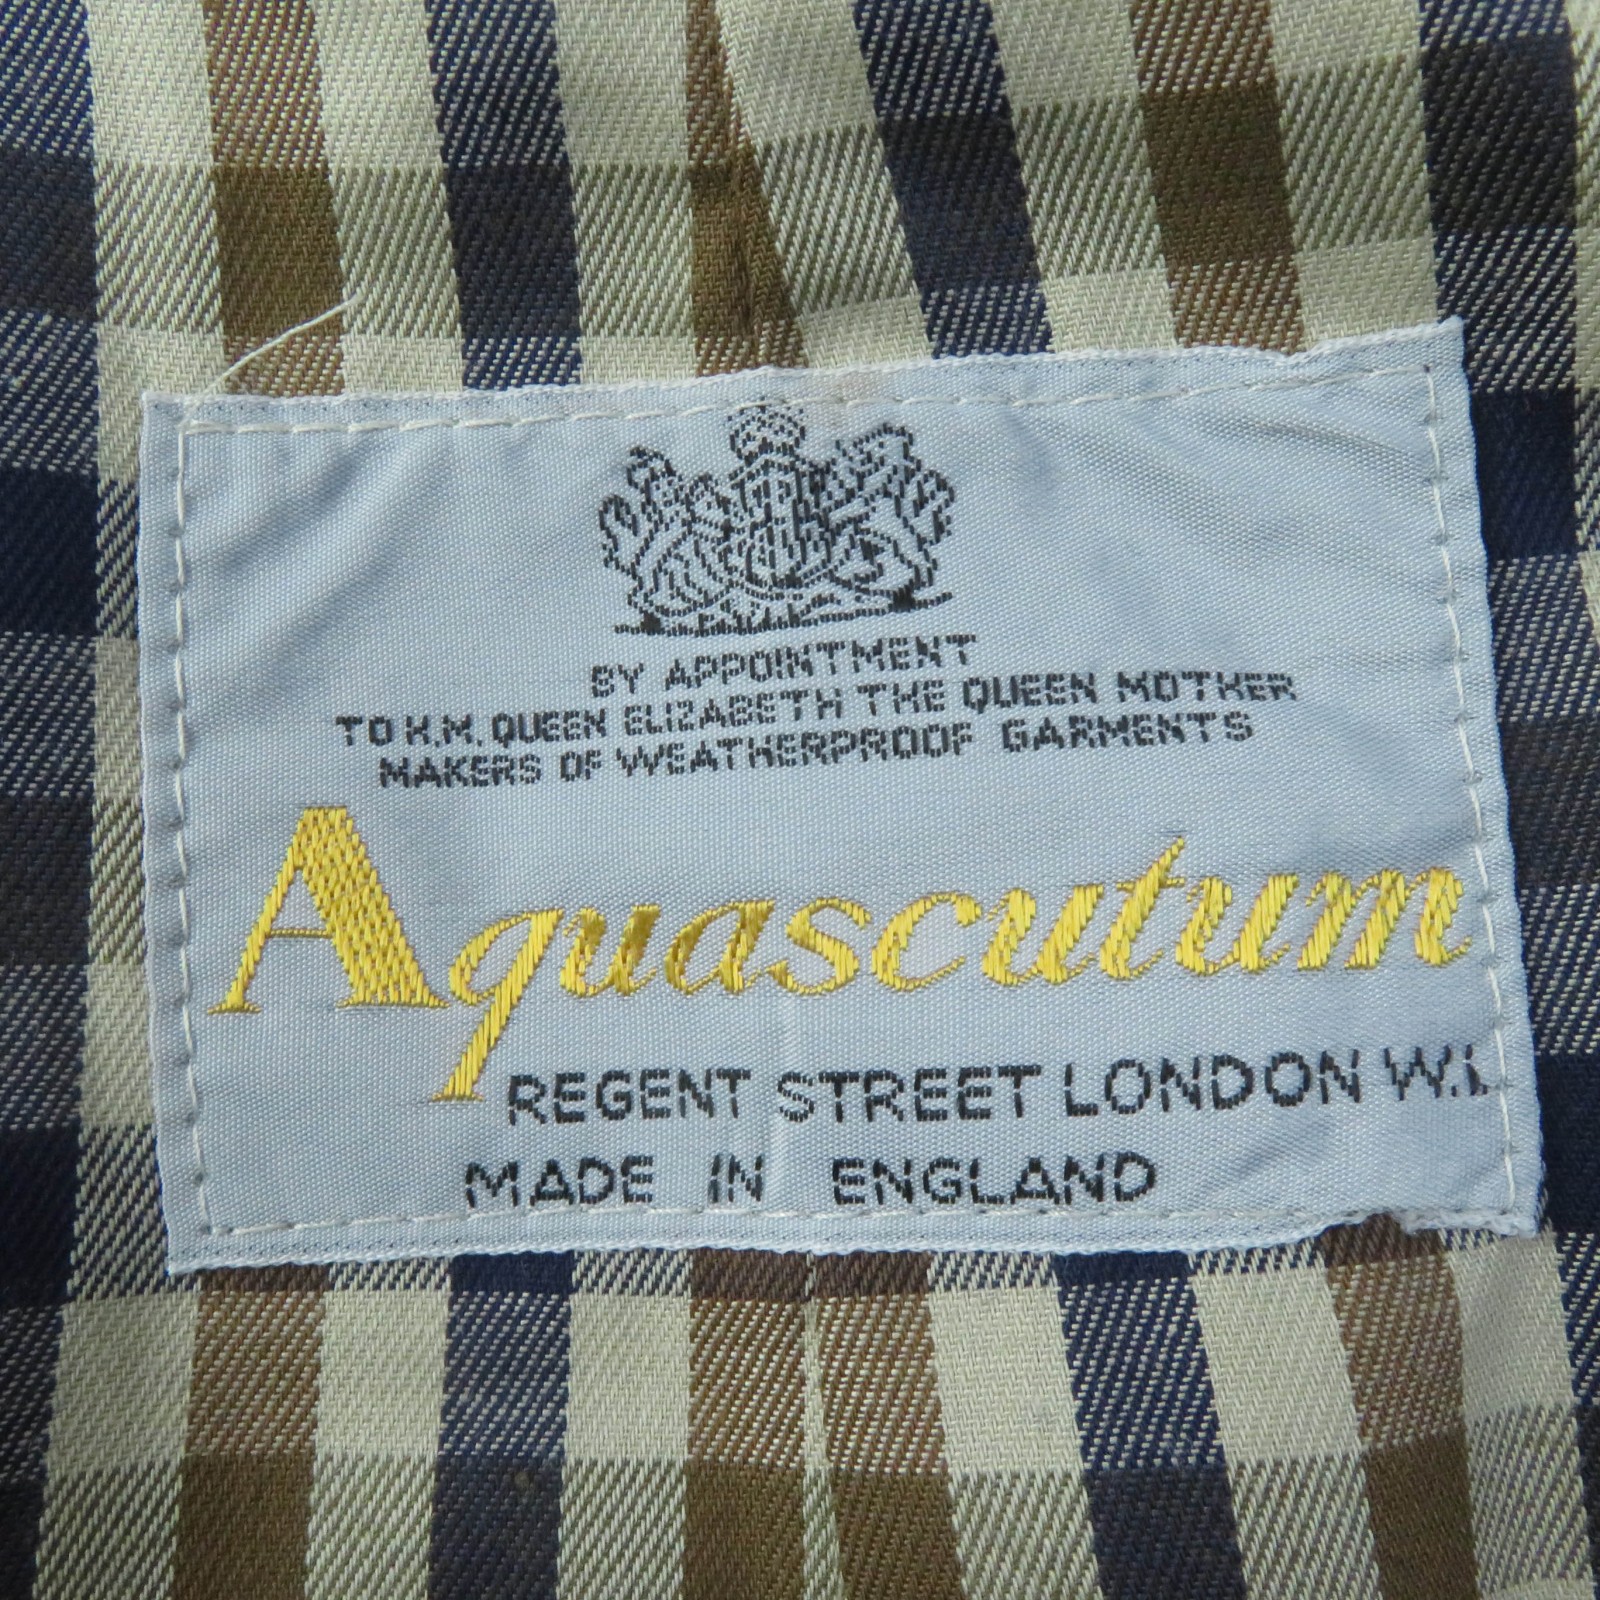 BY APPOINTMENT
TO H.M. QUEEN ELIZABETH THE QUEEN MOTHER
MAKERS OF WEATHERPROOF GARMENTS
Aquascutum
REGENT STREET LONDON W.1.
MADE IN ENGLAND